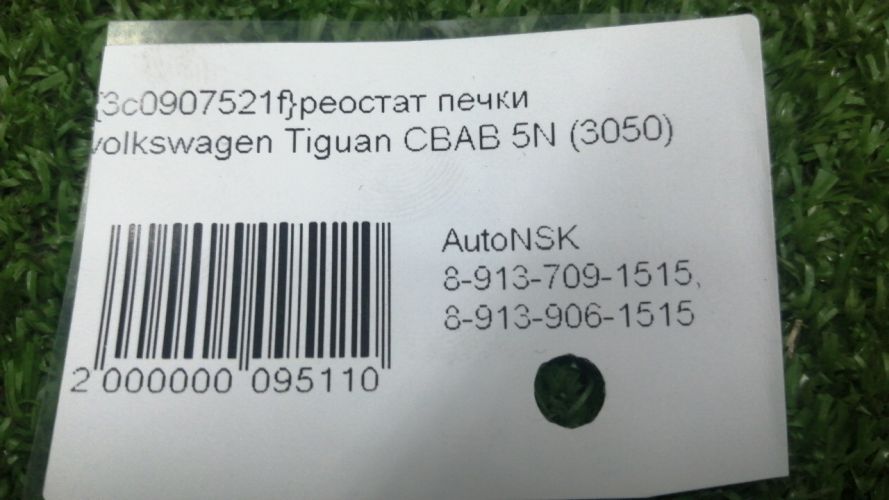 {3c0907521f}реостат печки
volkswagen Tiguan CBAB 5N (3050)
AutoNSK
8-913-709-1515,
8-913-906-1515
2 000000 095110